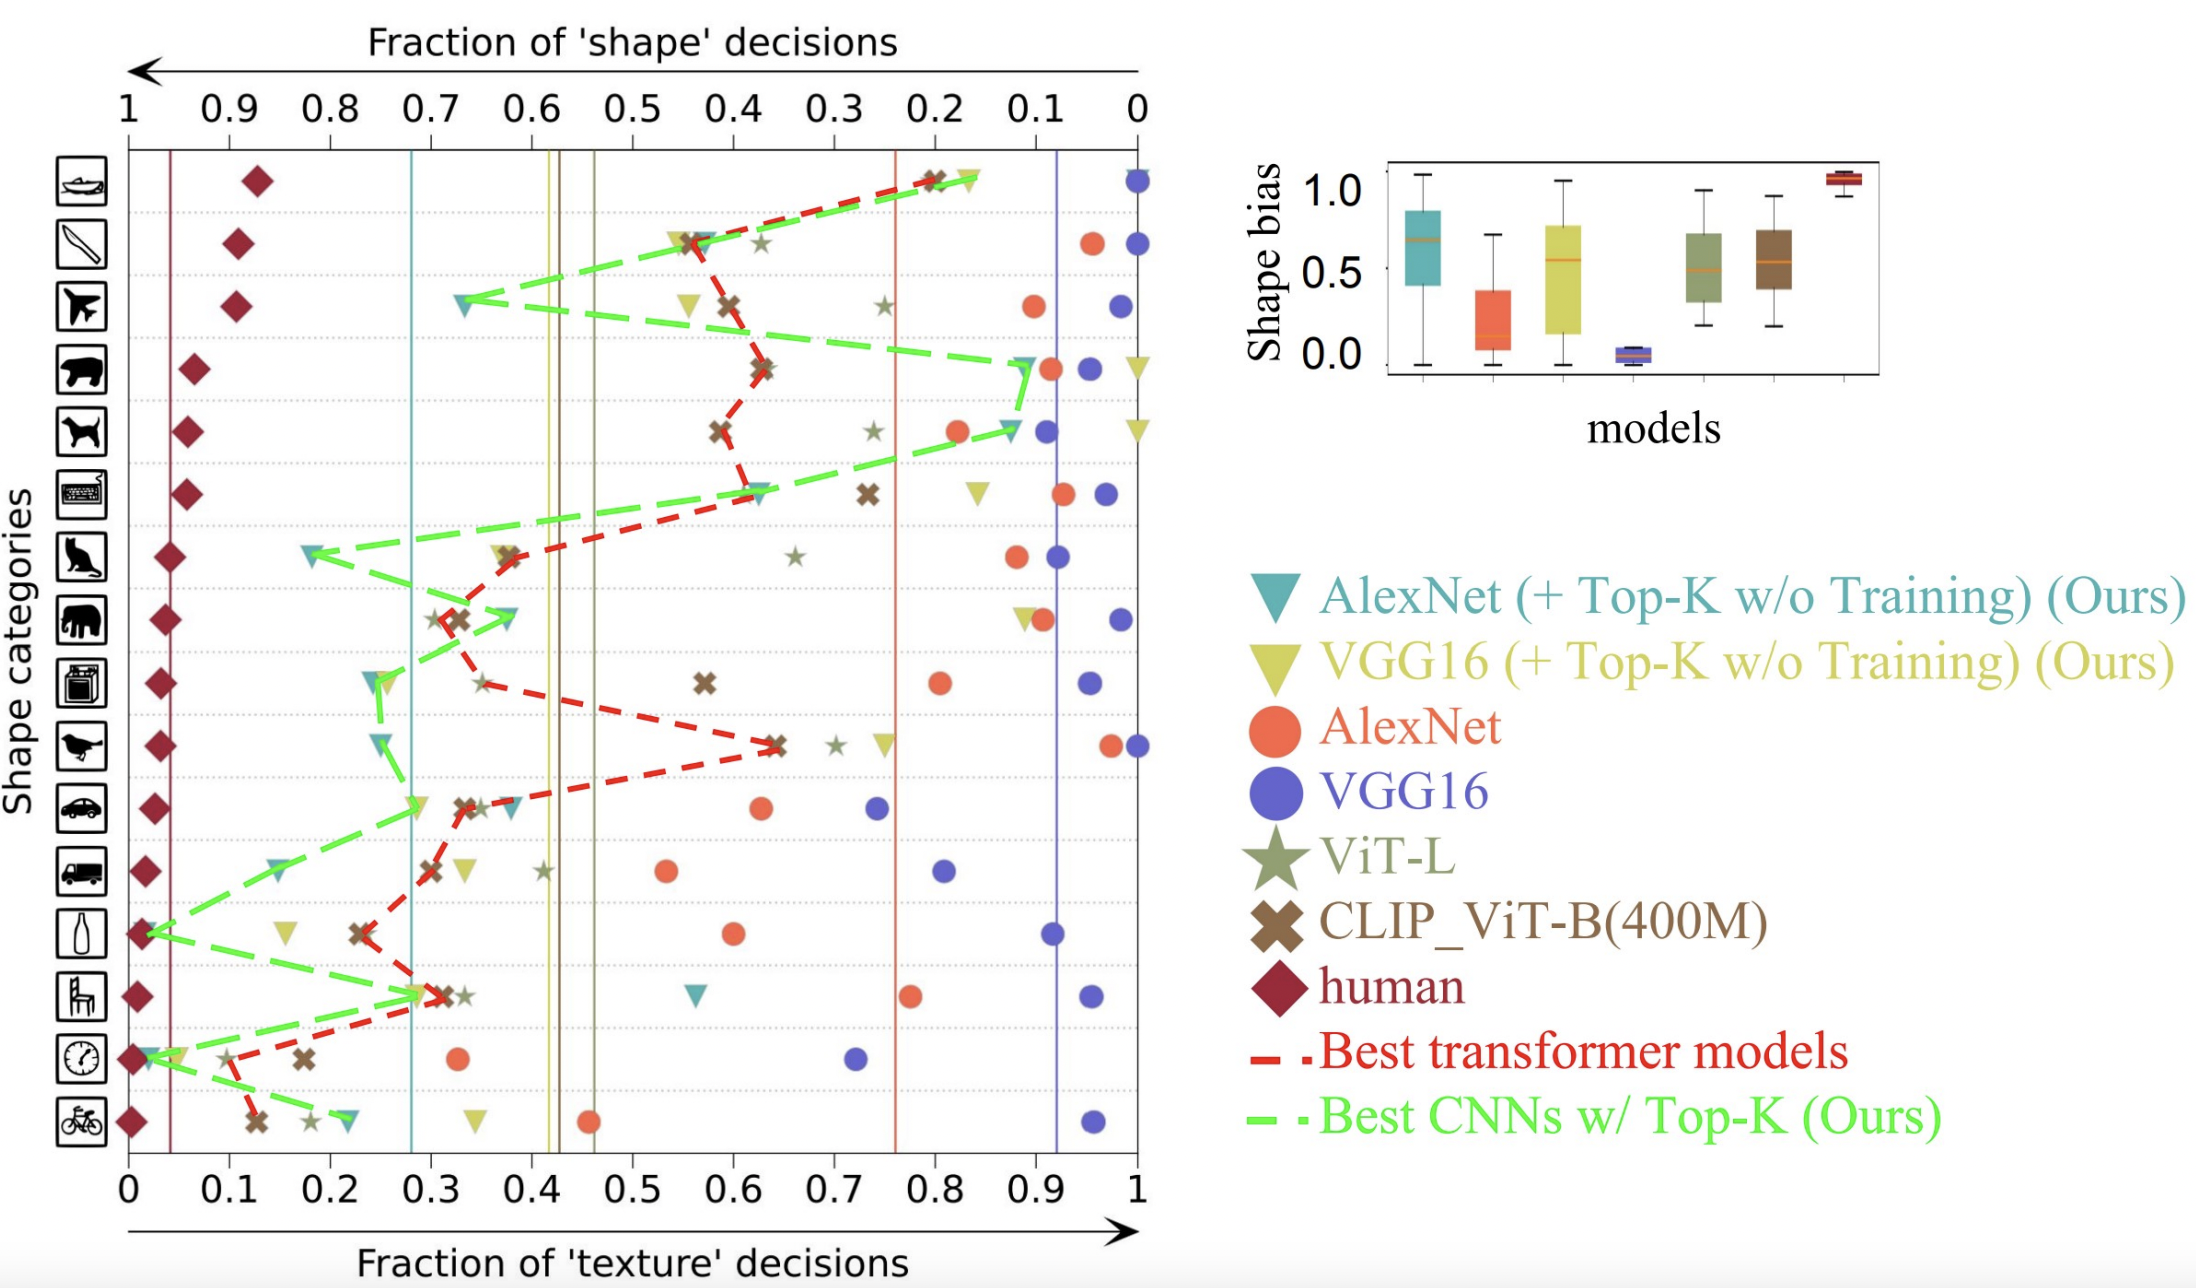 Fraction of 'shape' decisions
1 0.9 0.8 0.7 0.6 0.5 0.4 0.3 0.2 0.1 0
Shape categories
0 0.1 0.2 0.3 0.4 0.5 0.6 0.7 0.8 0.9 1
Fraction of 'texture' decisions
Shape bias
1.0
0.5
0.0
models
AlexNet (+ Top-K w/o Training) (Ours)
VGG16 (+ Top-K w/o Training) (Ours)
AlexNet
VGG16
ViT-L
CLIP_ViT-B(400M)
human
Best transformer models
Best CNNs w/ Top-K (Ours)